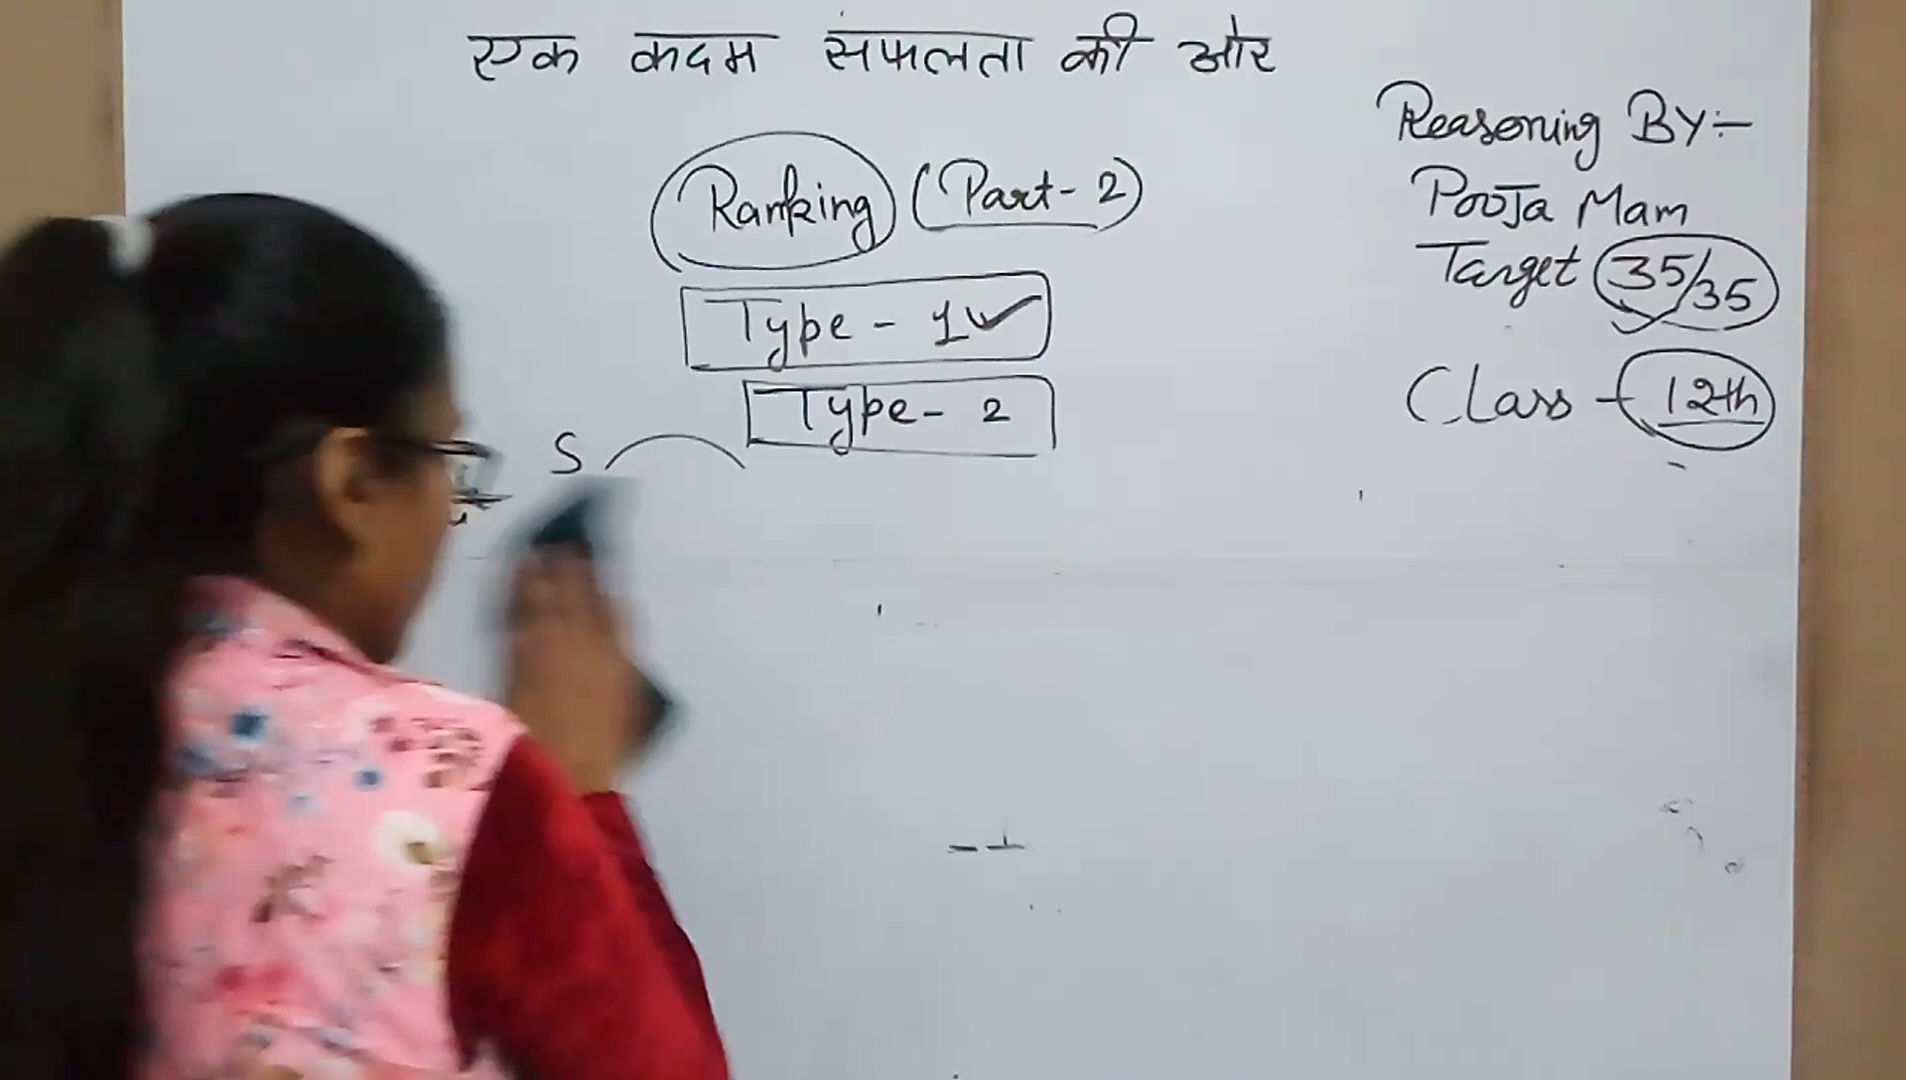 एक कदम सफलता की ओर
Reasoning BY:-
Pooja Mam
Target 35/35
Class - 12th
Ranking (Part-2)
Type - 1
Type - 2
S